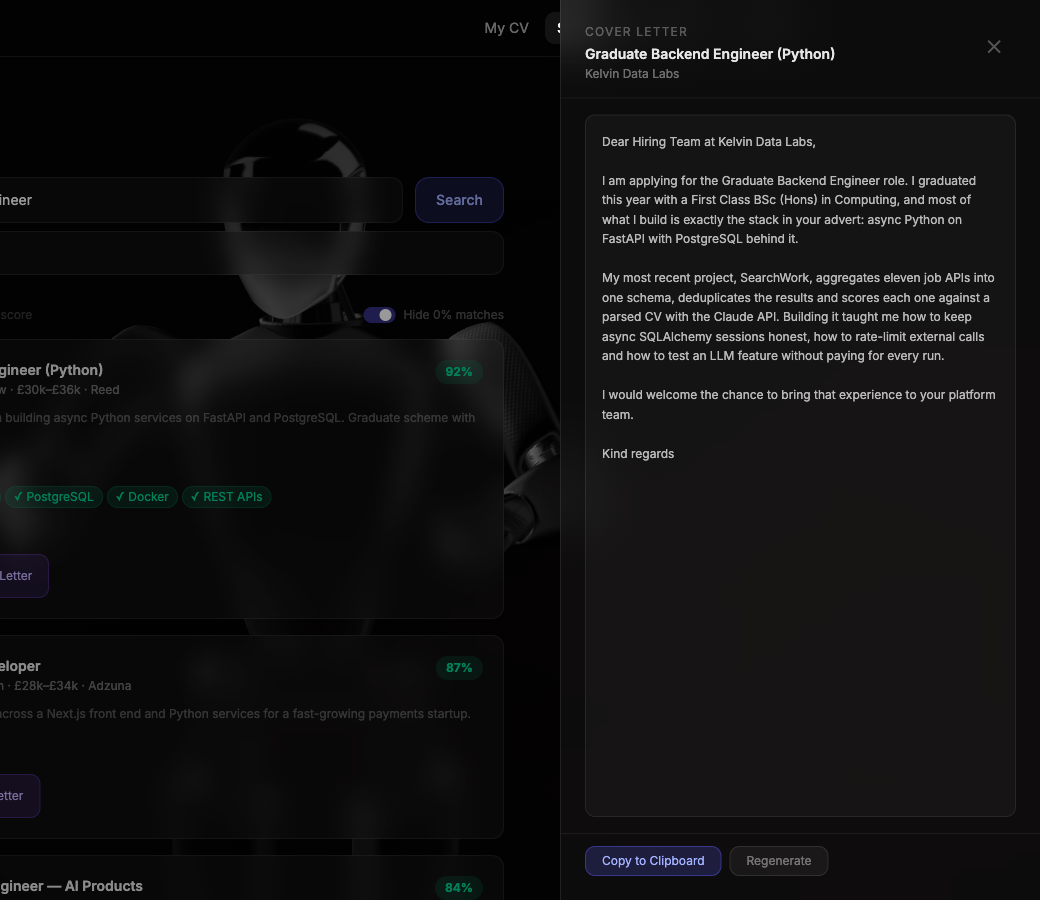 My CV
S
COVER LETTER
Graduate Backend Engineer (Python)
Kelvin Data Labs
ineer
Search
score
Hide 0% matches
gineer (Python)
92%
w · £30k–£36k · Reed
building async Python services on FastAPI and PostgreSQL. Graduate scheme with
✓ PostgreSQL
✓ Docker
✓ REST APIs
Letter
eloper
87%
n · £28k–£34k · Adzuna
across a Next.js front end and Python services for a fast-growing payments startup.
etter
gineer — AI Products
84%
Dear Hiring Team at Kelvin Data Labs,
I am applying for the Graduate Backend Engineer role. I graduated
this year with a First Class BSc (Hons) in Computing, and most of
what I build is exactly the stack in your advert: async Python on
FastAPI with PostgreSQL behind it.
My most recent project, SearchWork, aggregates eleven job APIs into
one schema, deduplicates the results and scores each one against a
parsed CV with the Claude API. Building it taught me how to keep
async SQLAlchemy sessions honest, how to rate-limit external calls
and how to test an LLM feature without paying for every run.
I would welcome the chance to bring that experience to your platform
team.
Kind regards
Copy to Clipboard
Regenerate